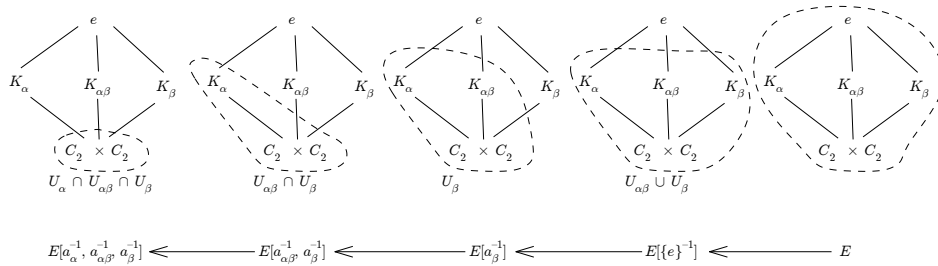 e e e e e
K_α K_αβ K_β K_α K_αβ K_β K_α K_αβ K_β K_α K_αβ K_β K_α K_αβ K_β
C_2 × C_2 C_2 × C_2 C_2 × C_2 C_2 × C_2 C_2 × C_2
U_α ∩ U_αβ ∩ U_β U_αβ ∩ U_β U_β U_αβ ∪ U_β
E[a_α^-1, a_αβ^-1, a_β^-1] E[a_αβ^-1, a_β^-1] E[a_β^-1] E[{e}^-1] E